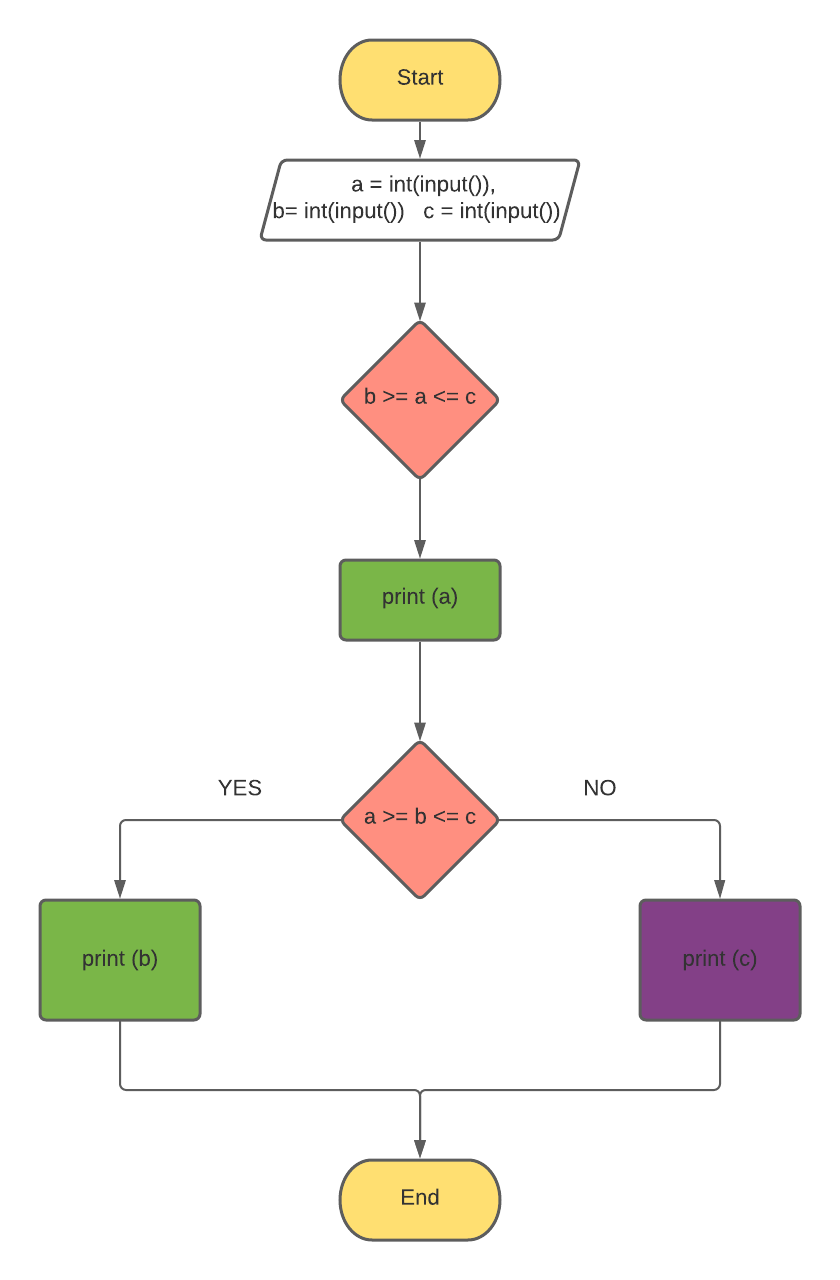 Start
a = int(input()),
b= int(input())   c = int(input())
b >= a <= c
print (a)
YES
NO
a >= b <= c
print (b)
print (c)
End